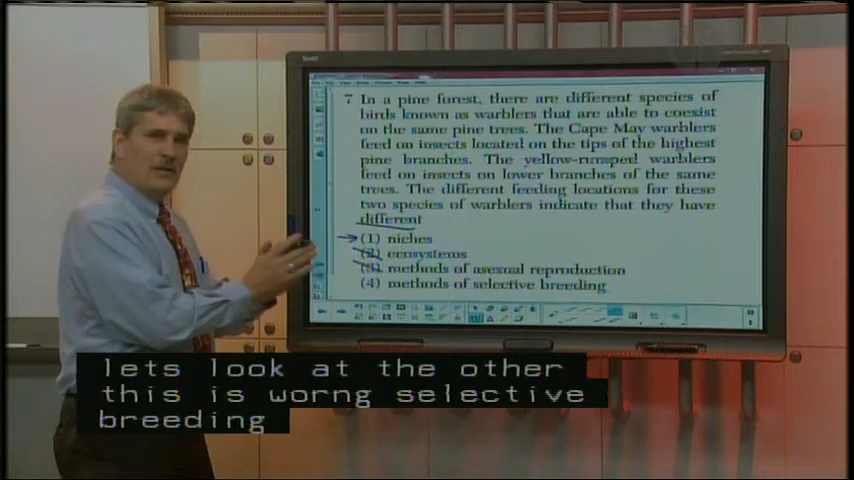 7 In a pine forest, there are different species of
birds known as warblers that are able to coexist
on the same pine trees. The Cape May warblers
feed on insects located on the tips of the highest
pine branches. The yellow-rumped warblers
feed on insects on lower branches of the same
trees. The different feeding locations for these
two species of warblers indicate that they have
different
(1) niches
(2) ecosystems
(3) methods of asexual reproduction
(4) methods of selective breeding
lets look at the other
this is worng selective
breeding